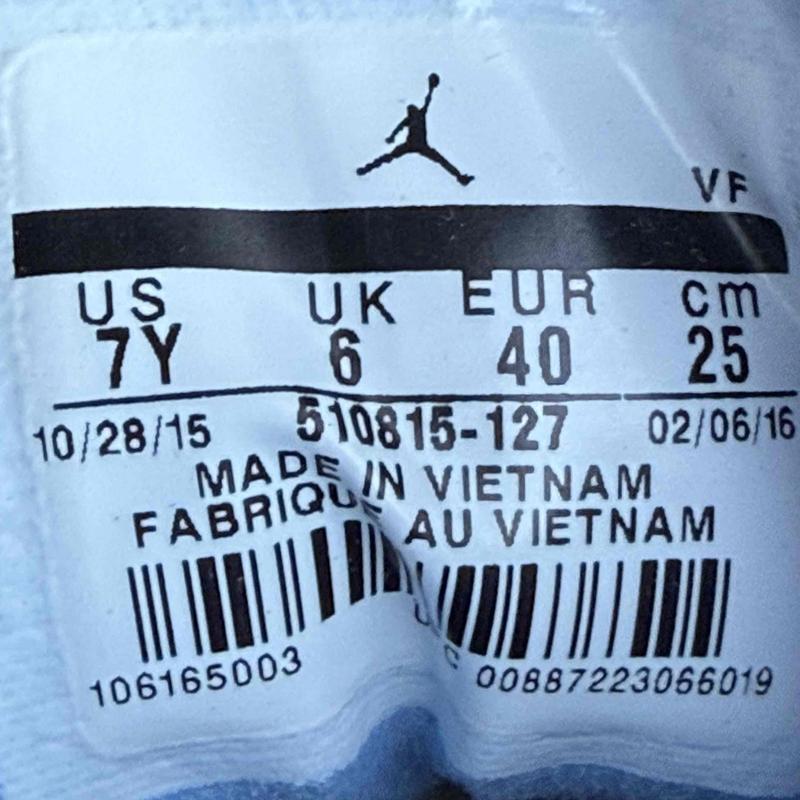 VF
US UK EUR cm
7Y 6 40 25
10/28/15 510815-127 02/06/16
MADE IN VIETNAM
FABRIQUE AU VIETNAM
106165003 00887223066019